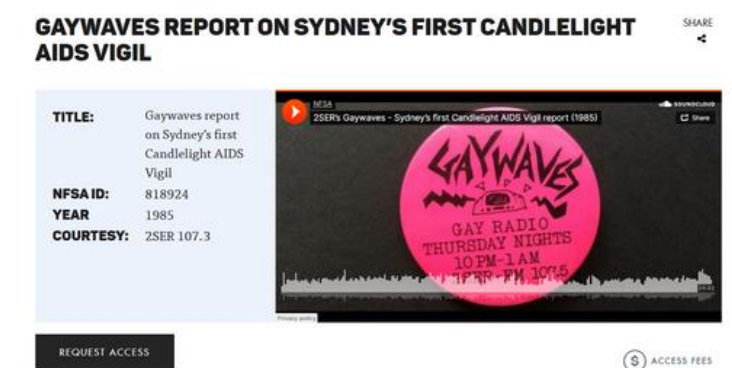 GAYWAVES REPORT ON SYDNEY'S FIRST CANDLELIGHT
AIDS VIGIL
SHARE
TITLE: Gaywaves report
on Sydney's first
Candlelight AIDS
Vigil
NFSA ID: 818924
YEAR 1985
COURTESY: 2SER 107.3
NFSA
2SER's Gaywaves - Sydney's first Candlelight AIDS Vigil report (1985)
SOUNDCLOUD
Share
GAYWAVES
GAY RADIO
THURSDAY NIGHTS
10PM-1AM
2SER-FM 107.5
Privacy policy
REQUEST ACCESS
$ ACCESS FEES